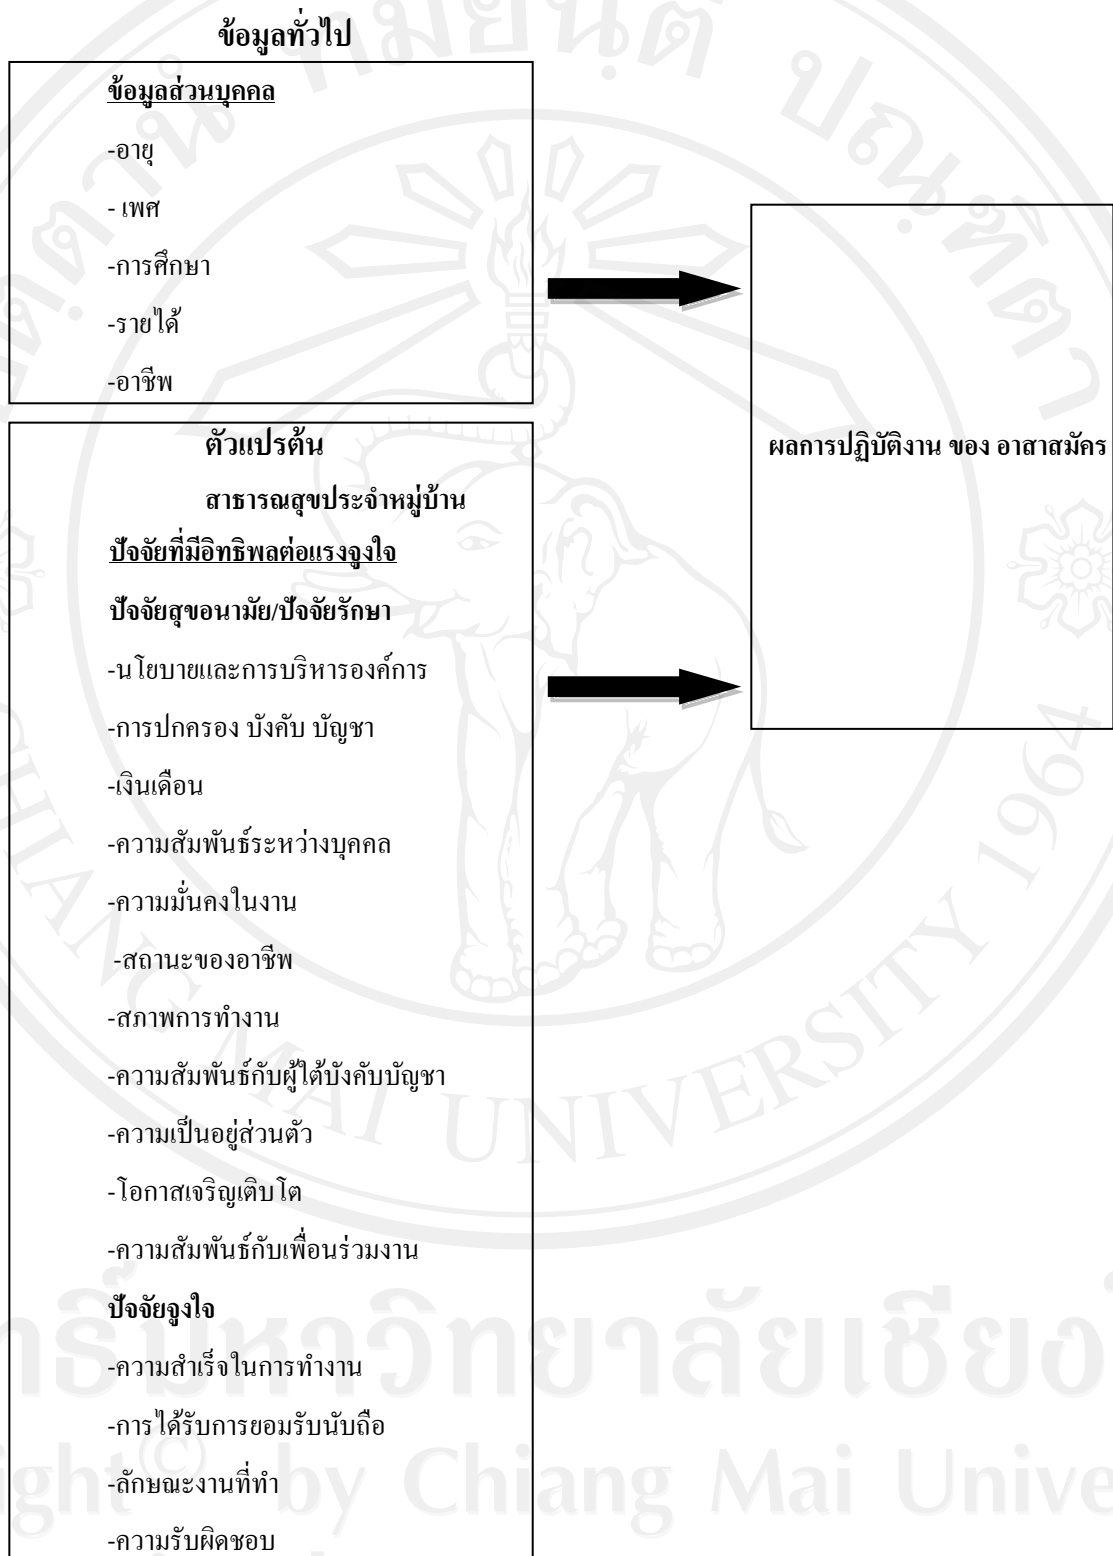 ข้อมูลทั่วไป
ข้อมูลส่วนบุคคล
-อายุ
- เพศ
-การศึกษา
-รายได้
-อาชีพ
ตัวแปรต้น
สาธารณสุขประจำหมู่บ้าน
ปัจจัยที่มีอิทธิพลต่อแรงจูงใจ
ปัจจัยสุขอนามัย/ปัจจัยรักษา
-นโยบายและการบริหารองค์การ
-การปกครอง บังคับ บัญชา
-เงินเดือน
-ความสัมพันธ์ระหว่างบุคคล
-ความมั่นคงในงาน
-สถานะของอาชีพ
-สภาพการทำงาน
-ความสัมพันธ์กับผู้ใต้บังคับบัญชา
-ความเป็นอยู่ส่วนตัว
-โอกาสเจริญเติบโต
-ความสัมพันธ์กับเพื่อนร่วมงาน
ปัจจัยจูงใจ
-ความสำเร็จในการทำงาน
-การได้รับการยอมรับนับถือ
-ลักษณะงานที่ทำ
-ความรับผิดชอบ
ผลการปฏิบัติงาน ของ อาสาสมัคร
CHIANG MAI UNIVERSITY 1964
by Chiang Mai